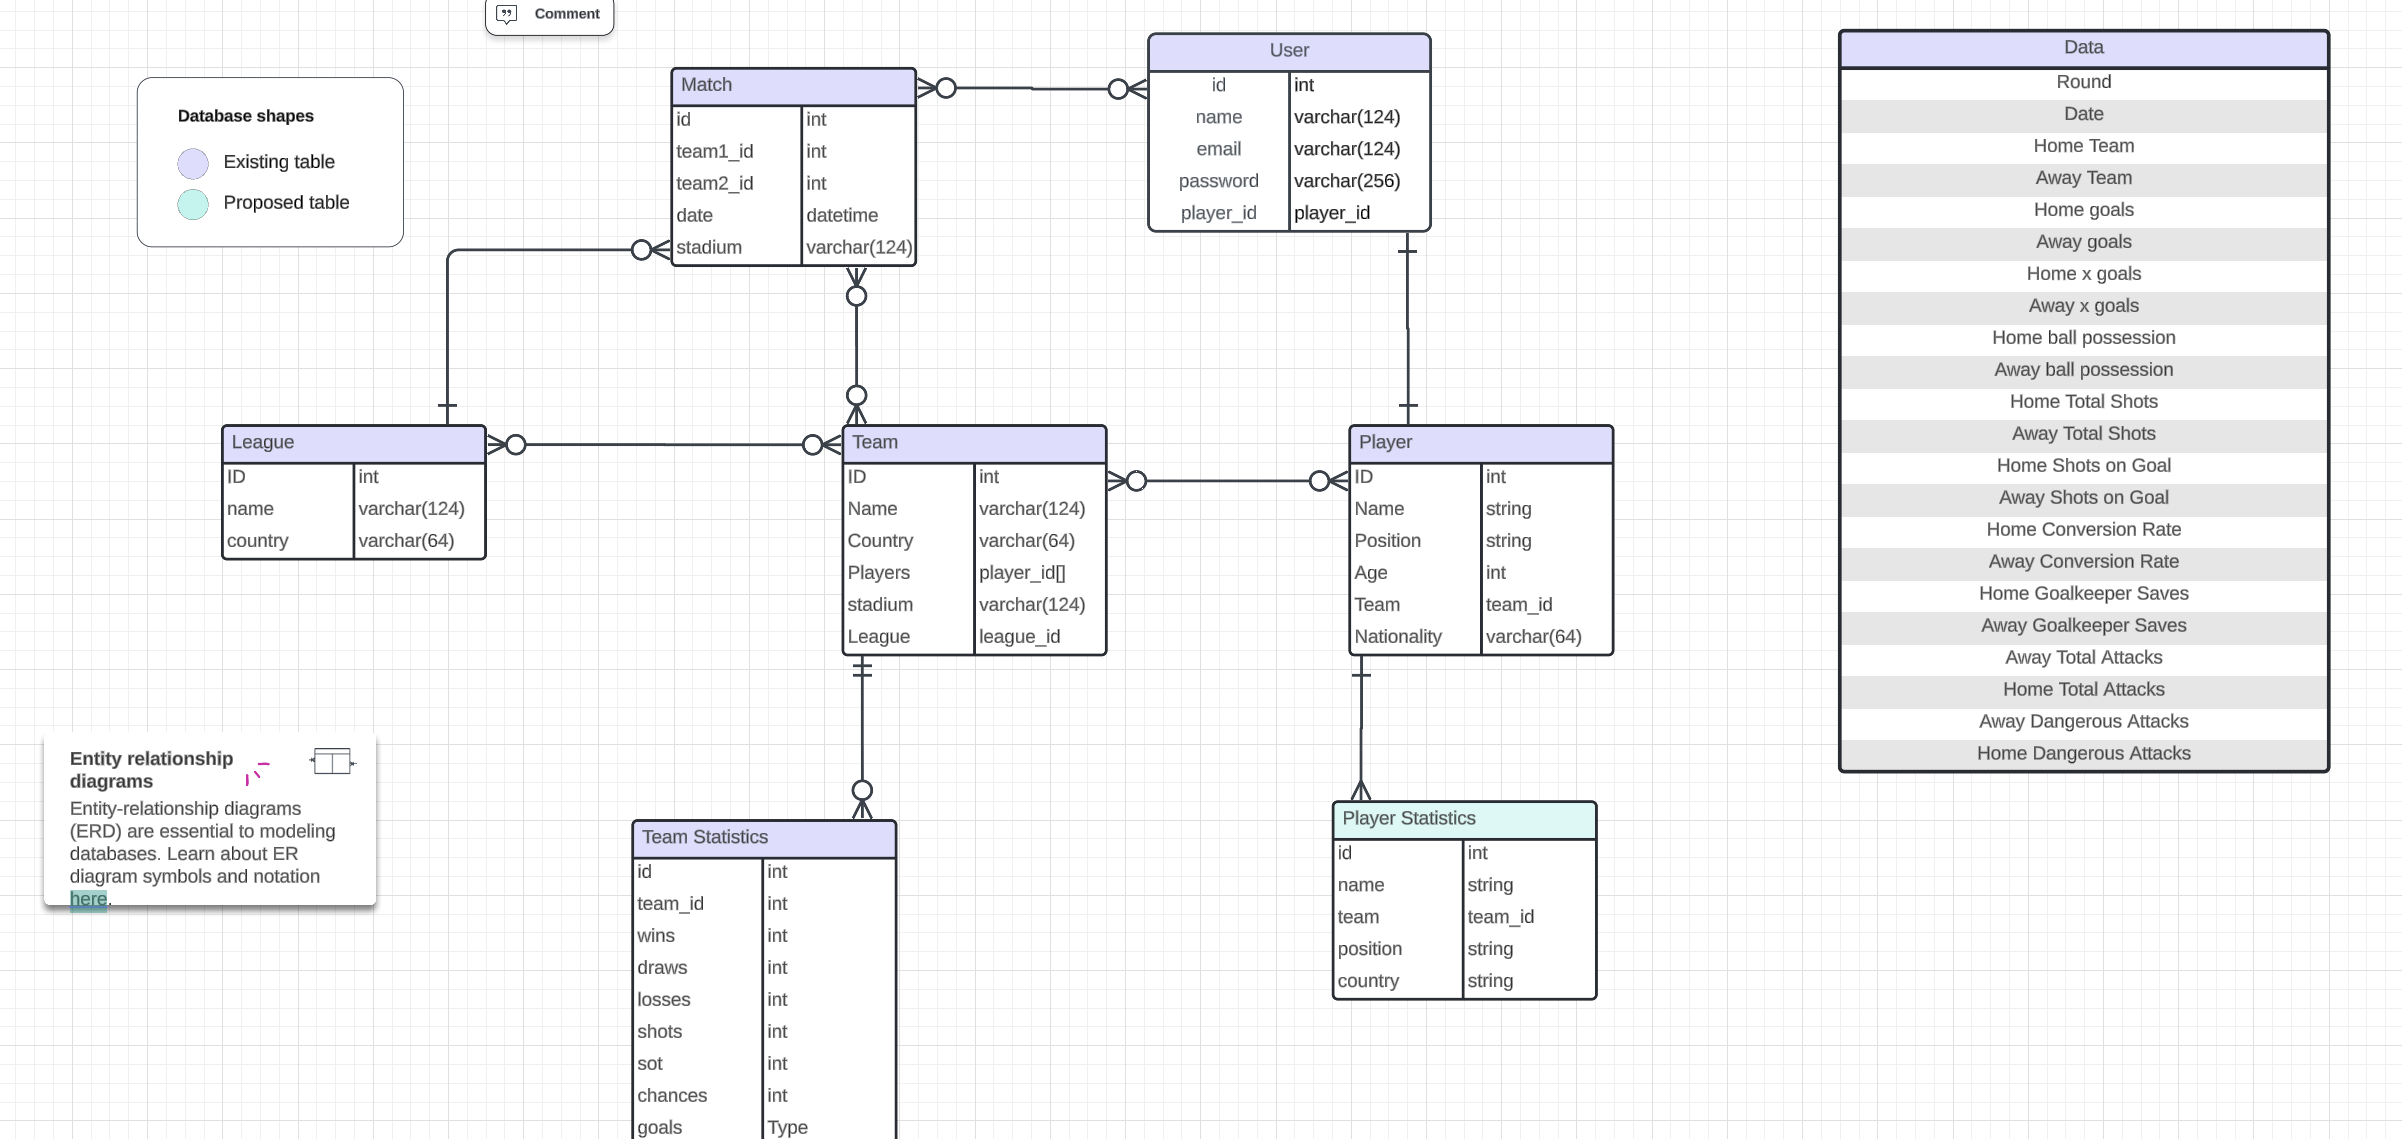 Comment
Database shapes
Existing table
Proposed table
Match
id int
team1_id int
team2_id int
date datetime
stadium varchar(124)
User
id int
name varchar(124)
email varchar(124)
password varchar(256)
player_id player_id
League
ID int
name varchar(124)
country varchar(64)
Team
ID int
Name varchar(124)
Country varchar(64)
Players player_id[]
stadium varchar(124)
League league_id
Player
ID int
Name string
Position string
Age int
Team team_id
Nationality varchar(64)
Entity relationship
diagrams
Entity-relationship diagrams
(ERD) are essential to modeling
databases. Learn about ER
diagram symbols and notation
here.
Team Statistics
id int
team_id int
wins int
draws int
losses int
shots int
sot int
chances int
goals Type
Player Statistics
id int
name string
team team_id
position string
country string
Data
Round
Date
Home Team
Away Team
Home goals
Away goals
Home x goals
Away x goals
Home ball possession
Away ball possession
Home Total Shots
Away Total Shots
Home Shots on Goal
Away Shots on Goal
Home Conversion Rate
Away Conversion Rate
Home Goalkeeper Saves
Away Goalkeeper Saves
Away Total Attacks
Home Total Attacks
Away Dangerous Attacks
Home Dangerous Attacks